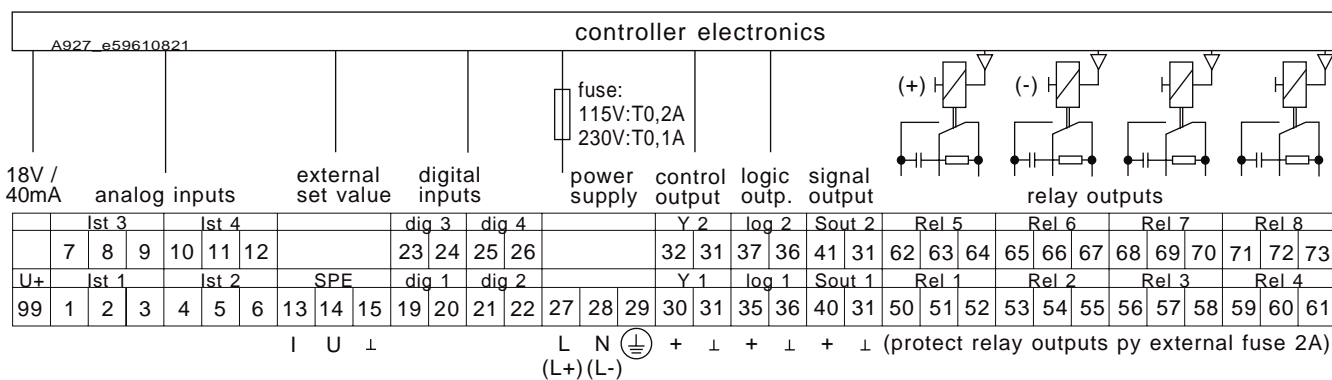 controller electronics
A927_e59610821
fuse:
115V:T0,2A
230V:T0,1A
(+) (-)
18V /
40mA
analog inputs
external
set value
digital
inputs
power
supply
control
output
logic
outp.
signal
output
relay outputs
Ist 3 Ist 4 dig 3 dig 4 Y 2 log 2 Sout 2 Rel 5 Rel 6 Rel 7 Rel 8
7 8 9 10 11 12 23 24 25 26 32 31 37 36 41 31 62 63 64 65 66 67 68 69 70 71 72 73
U+ Ist 1 Ist 2 SPE dig 1 dig 2 Y 1 log 1 Sout 1 Rel 1 Rel 2 Rel 3 Rel 4
99 1 2 3 4 5 6 13 14 15 19 20 21 22 27 28 29 30 31 35 36 40 31 50 51 52 53 54 55 56 57 58 59 60 61
I U ⊥ L N + ⊥ + ⊥ + ⊥ (protect relay outputs py external fuse 2A)
(L+) (L-)